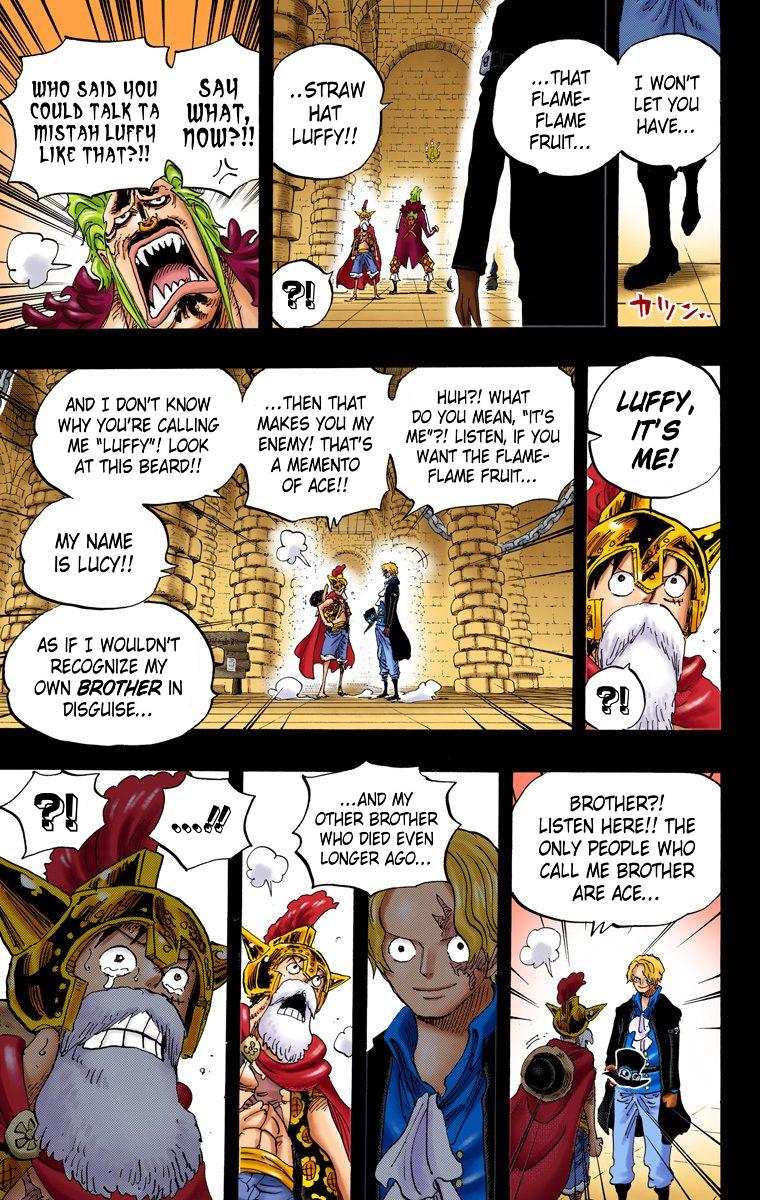 I WON'T
LET YOU
HAVE...
...THAT
FLAME-
FLAME
FRUIT...
..STRAW
HAT
LUFFY!!
?!
カツン..
SAY
WHAT,
NOW?!!
WHO SAID YOU
COULD TALK TA
MISTAH LUFFY
LIKE THAT?!!
LUFFY,
IT'S
ME!
?!
HUH?! WHAT
DO YOU MEAN, "IT'S
ME"?! LISTEN, IF YOU
WANT THE FLAME-
FLAME FRUIT...
...THEN THAT
MAKES YOU MY
ENEMY! THAT'S
A MEMENTO
OF ACE!!
AND I DON'T KNOW
WHY YOU'RE CALLING
ME "LUFFY"! LOOK
AT THIS BEARD!!
MY NAME
IS LUCY!!
AS IF I WOULDN'T
RECOGNIZE MY
OWN BROTHER IN
DISGUISE...
BROTHER?!
LISTEN HERE!! THE
ONLY PEOPLE WHO
CALL ME BROTHER
ARE ACE...
...AND MY
OTHER BROTHER
WHO DIED EVEN
LONGER AGO...
...!!
?!